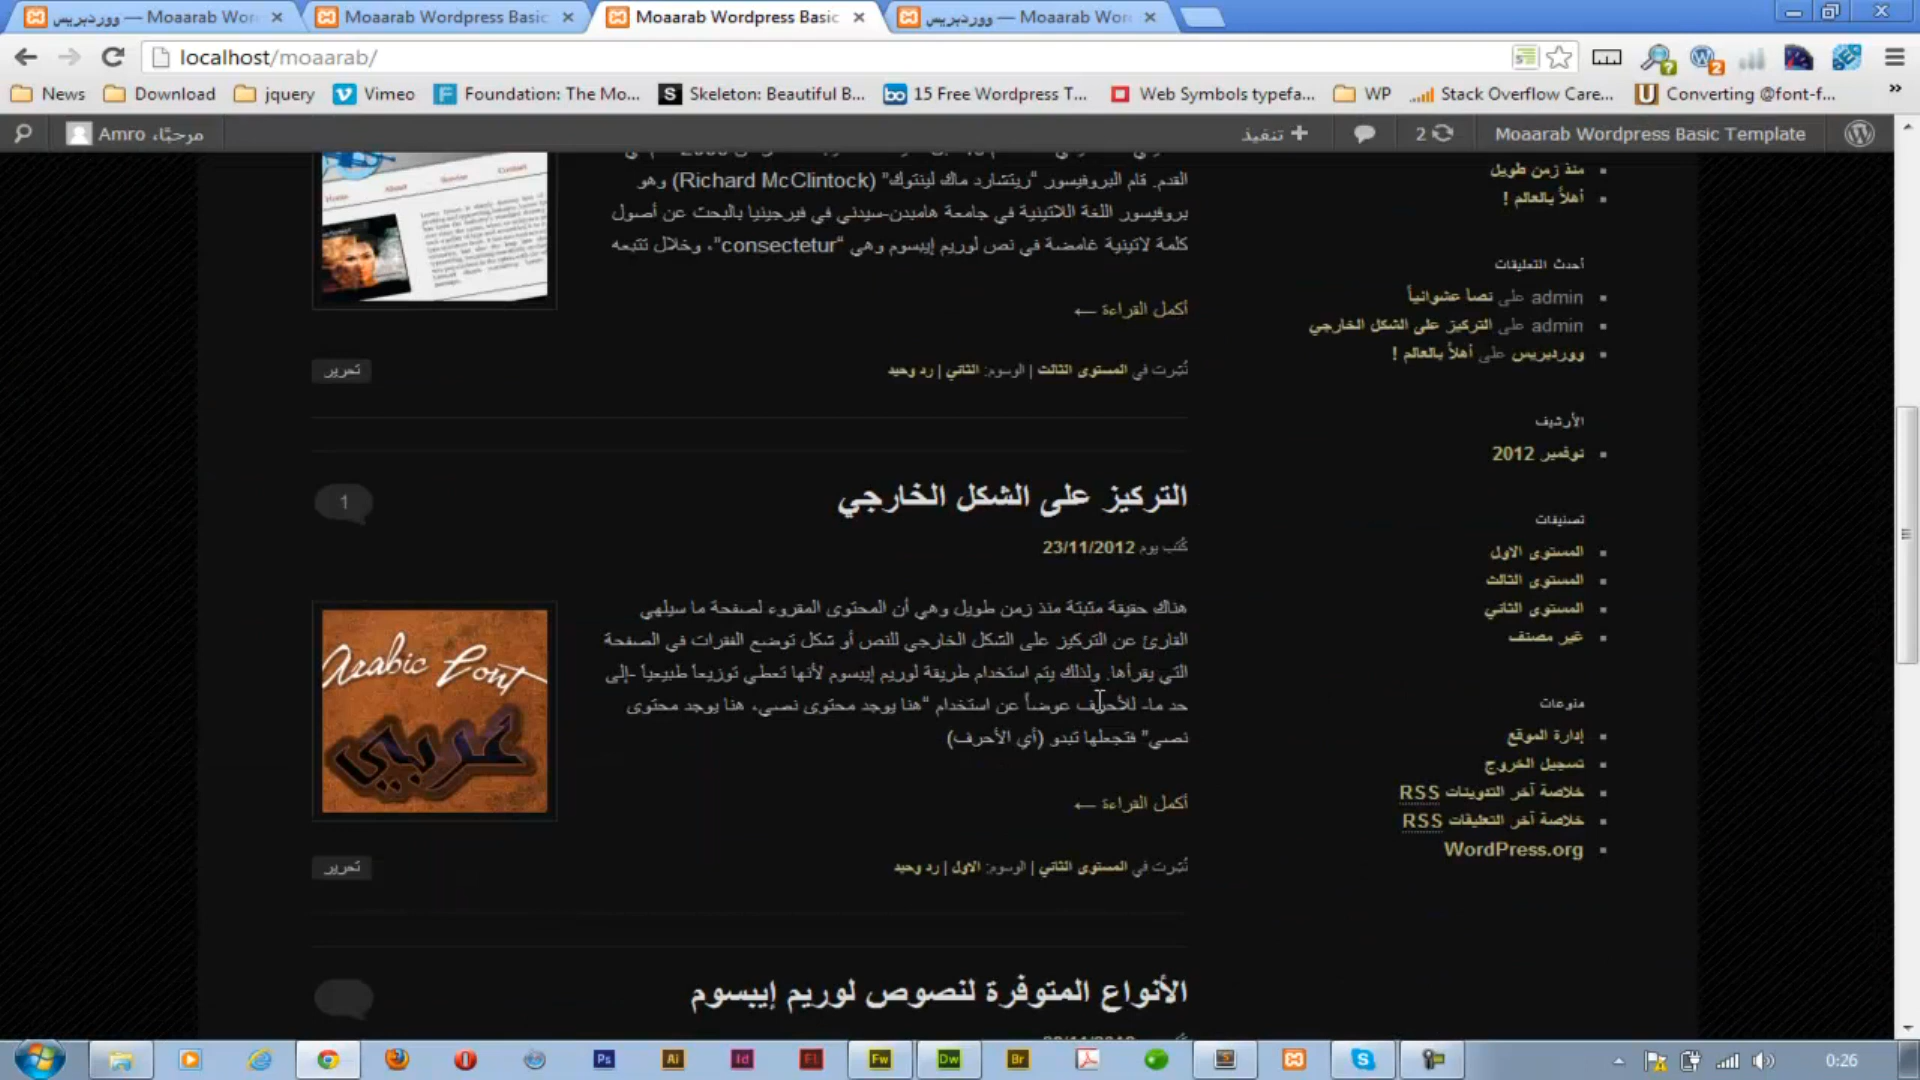 ووردبريس — Moaarab Wor
Moaarab Wordpress Basic
Moaarab Wordpress Basic
ووردبريس — Moaarab Wor
localhost/moaarab/
News
Download
jquery
Vimeo
Foundation: The Mo...
Skeleton: Beautiful B...
15 Free Wordpress T...
Web Symbols typefa...
WP
Stack Overflow Care...
Converting @font-f...
Moaarab Wordpress Basic Template
2
تنفيذ
مرحبًا، Amro
القدم. قام البروفيسور "ريتشارد ماك لينتوك" (Richard McClintock) وهو
بروفيسور اللغة اللاتينية في جامعة هامبدن-سيدني في فيرجينيا بالبحث عن أصول
كلمة لاتينية غامضة في نص لوريم إيبسوم وهي "consectetur"، وخلال تتبعه
أكمل القراءة ←
نُشرت في المستوى الثالث | الوسوم: الثاني | رد وحيد
تحرير
التركيز على الشكل الخارجي
1
كُتب يوم 23/11/2012
هناك حقيقة مثبتة منذ زمن طويل وهي أن المحتوى المقروء لصفحة ما سيلهي
القارئ عن التركيز على الشكل الخارجي للنص أو شكل توضع الفقرات في الصفحة
التي يقرأها. ولذلك يتم استخدام طريقة لوريم إيبسوم لأنها تعطي توزيعاً طبيعياً -إلى
حد ما- للأحرف عوضاً عن استخدام "هنا يوجد محتوى نصي، هنا يوجد محتوى
نصي" فتجعلها تبدو (أي الأحرف)
Arabic font
عربي
أكمل القراءة ←
نُشرت في المستوى الثاني | الوسوم: الاول | رد وحيد
تحرير
الأنواع المتوفرة لنصوص لوريم إيبسوم
منذ زمن طويل
أهلاً بالعالم !
أحدث التعليقات
admin على نصا عشوائياً
admin على التركيز على الشكل الخارجي
ووردبريس على أهلاً بالعالم !
الأرشيف
نوفمبر 2012
تصنيفات
المستوى الاول
المستوى الثالث
المستوى الثاني
غير مصنف
منوعات
إدارة الموقع
تسجيل الخروج
خلاصة آخر التدوينات RSS
خلاصة آخر التعليقات RSS
WordPress.org
0:26